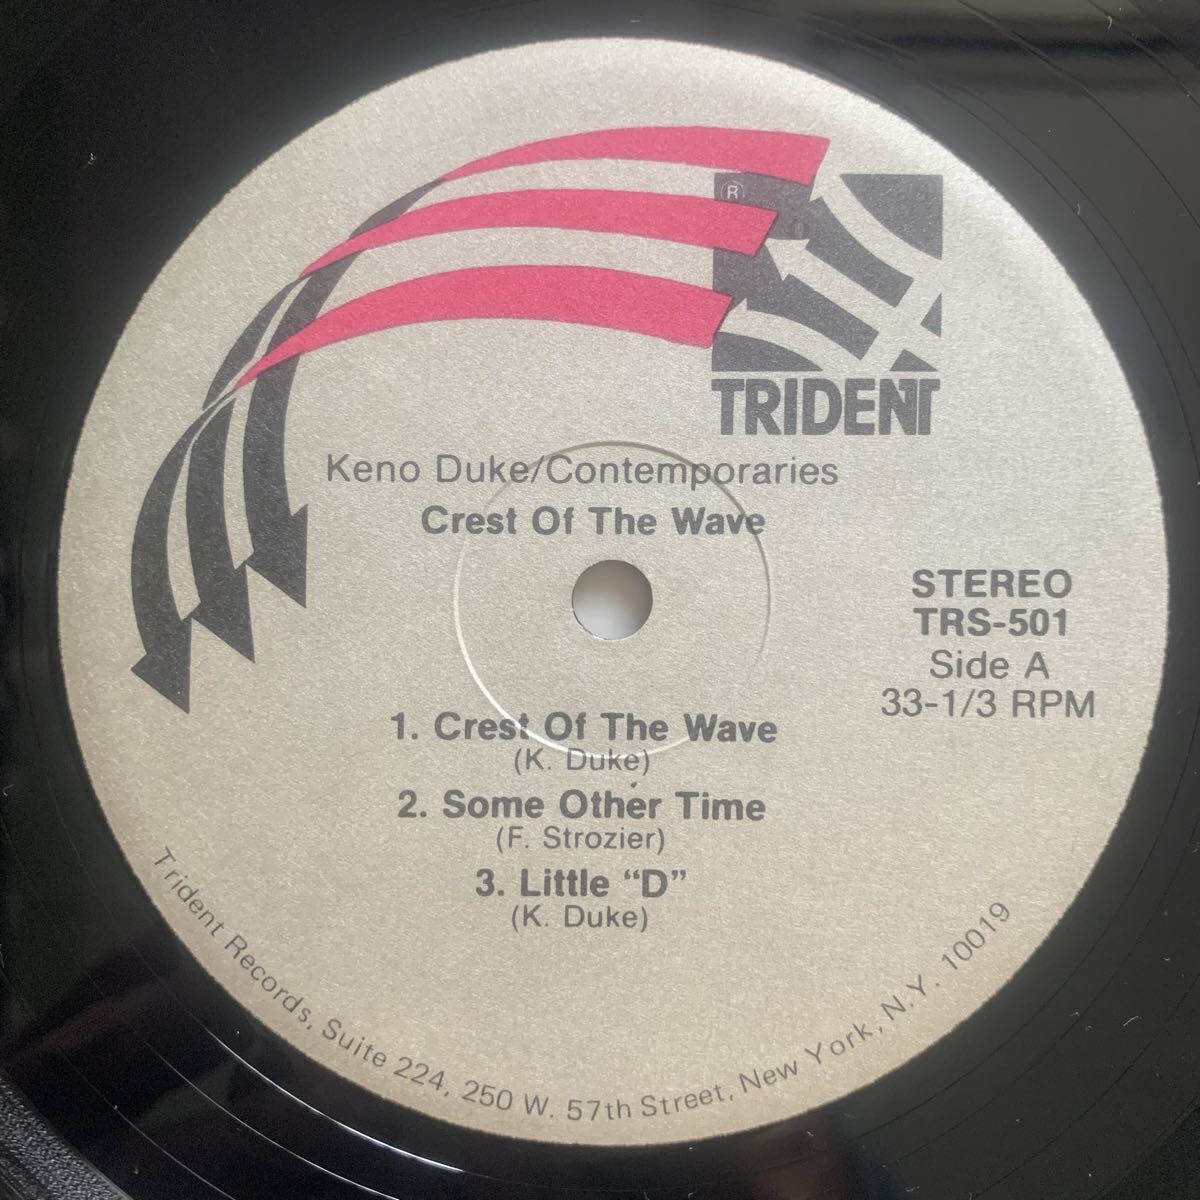 ®
TRIDENT
Keno Duke/Contemporaries
Crest Of The Wave
STEREO
TRS-501
Side A
33-1/3 RPM
1. Crest Of The Wave
(K. Duke)
2. Some Other Time
(F. Strozier)
3. Little “D”
(K. Duke)
Trident Records, Suite 224, 250 W. 57th Street, New York, N.Y. 10019